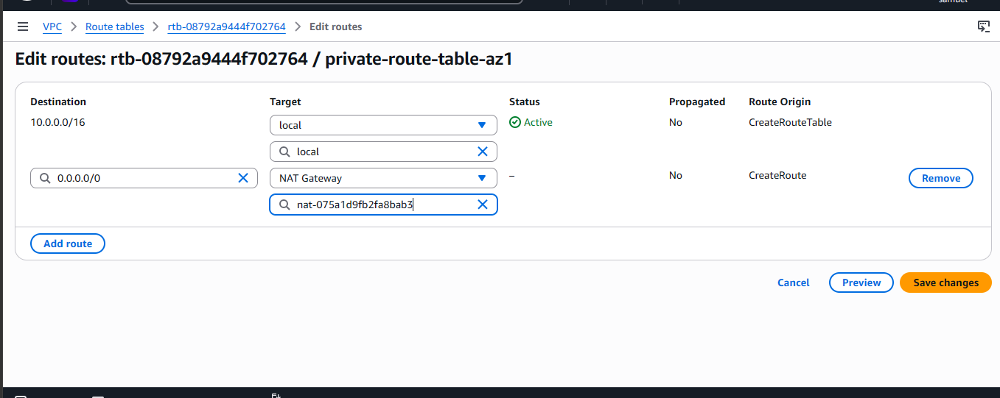 samuel
VPC > Route tables > rtb-08792a9444f702764 > Edit routes
Edit routes: rtb-08792a9444f702764 / private-route-table-az1
Destination Target Status Propagated Route Origin
10.0.0.0/16 local Active No CreateRouteTable
local
0.0.0.0/0 NAT Gateway – No CreateRoute Remove
nat-075a1d9fb2fa8bab3
Add route
Cancel Preview Save changes